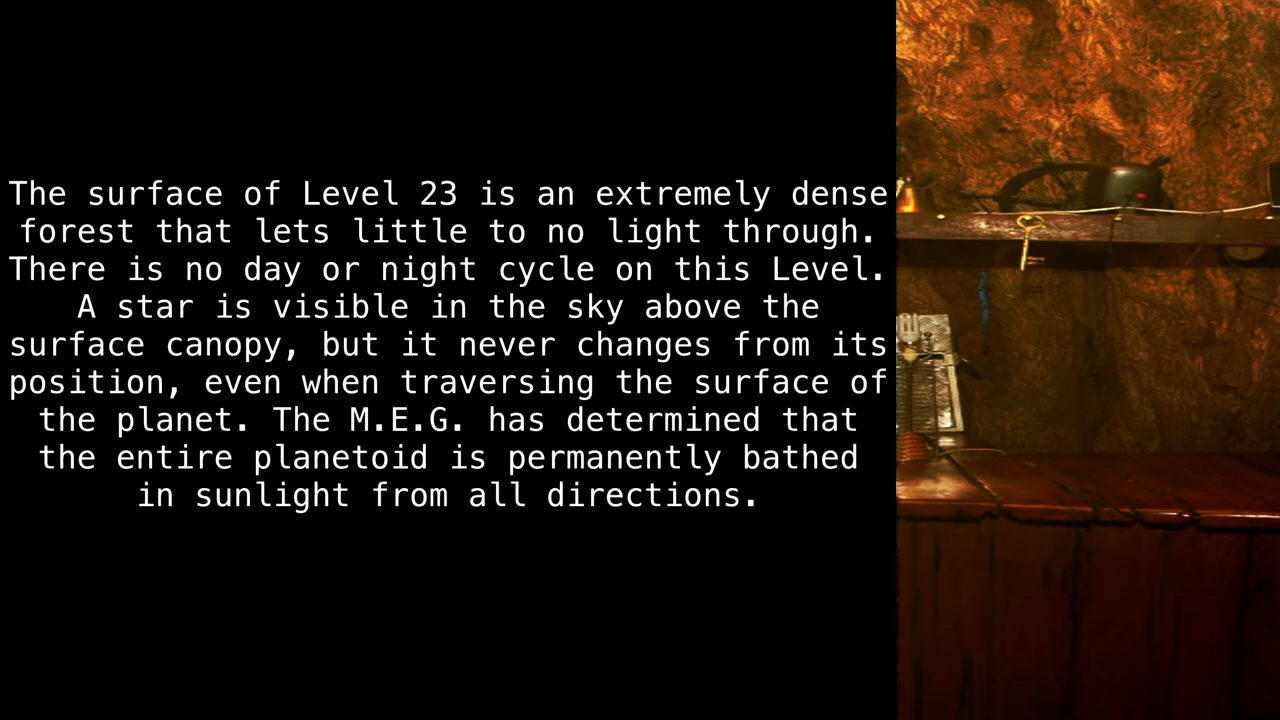 The surface of Level 23 is an extremely dense
forest that lets little to no light through.
There is no day or night cycle on this Level.
A star is visible in the sky above the
surface canopy, but it never changes from its
position, even when traversing the surface of
the planet. The M.E.G. has determined that
the entire planetoid is permanently bathed
in sunlight from all directions.